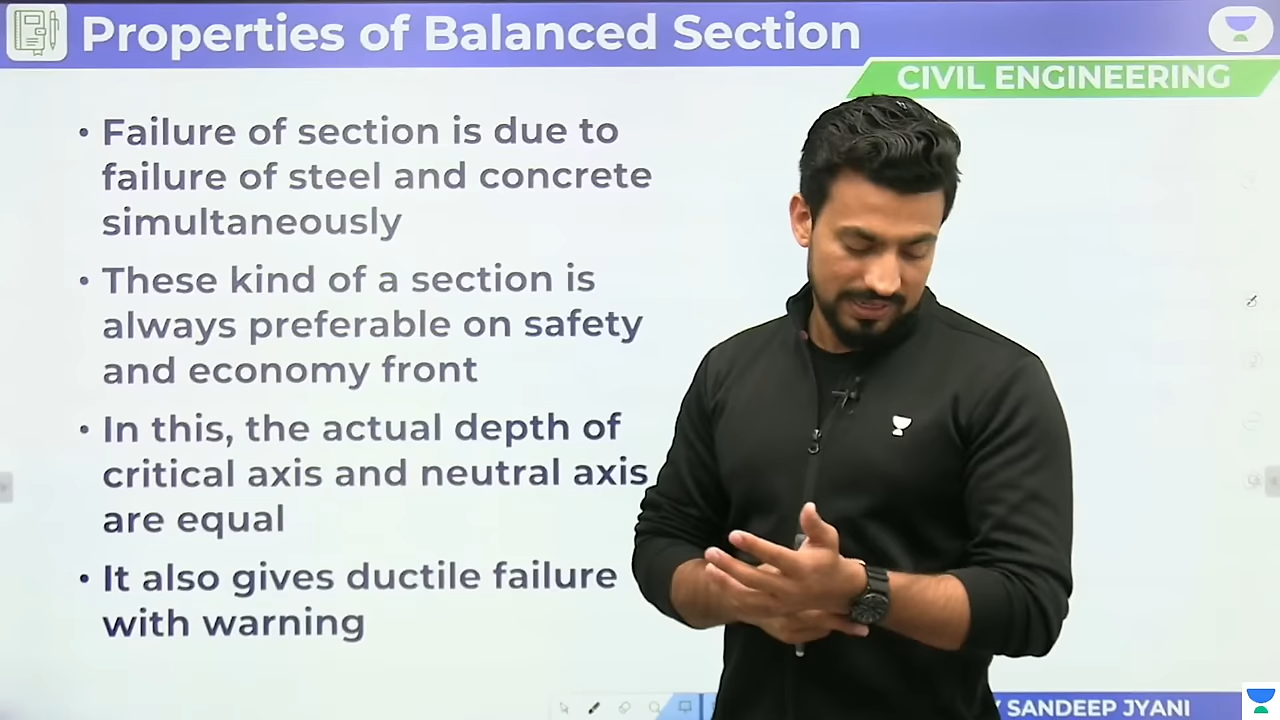 Properties of Balanced Section
CIVIL ENGINEERING
• Failure of section is due to
failure of steel and concrete
simultaneously
• These kind of a section is
always preferable on safety
and economy front
• In this, the actual depth of
critical axis and neutral axis
are equal
• It also gives ductile failure
with warning
SANDEEP JYANI